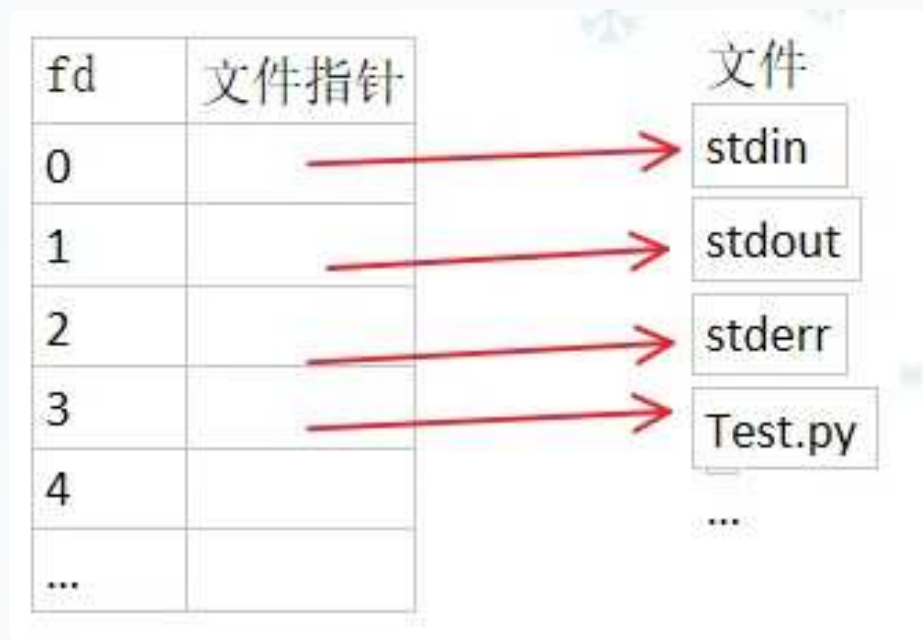 fd 文件指针
0
1
2
3
4
...
文件
stdin
stdout
stderr
Test.py
...